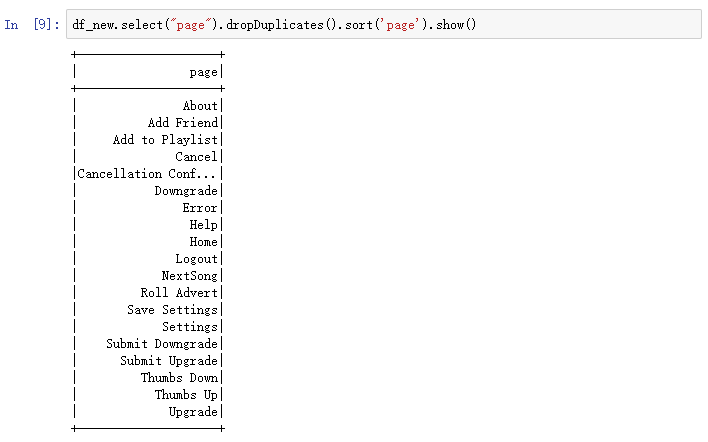 In [9]: df_new.select("page").dropDuplicates().sort('page').show()
+--------------------+
|                page|
+--------------------+
|               About|
|          Add Friend|
|     Add to Playlist|
|              Cancel|
|Cancellation Conf...|
|           Downgrade|
|               Error|
|                Help|
|                Home|
|              Logout|
|            NextSong|
|         Roll Advert|
|       Save Settings|
|            Settings|
|    Submit Downgrade|
|      Submit Upgrade|
|         Thumbs Down|
|           Thumbs Up|
|             Upgrade|
+--------------------+